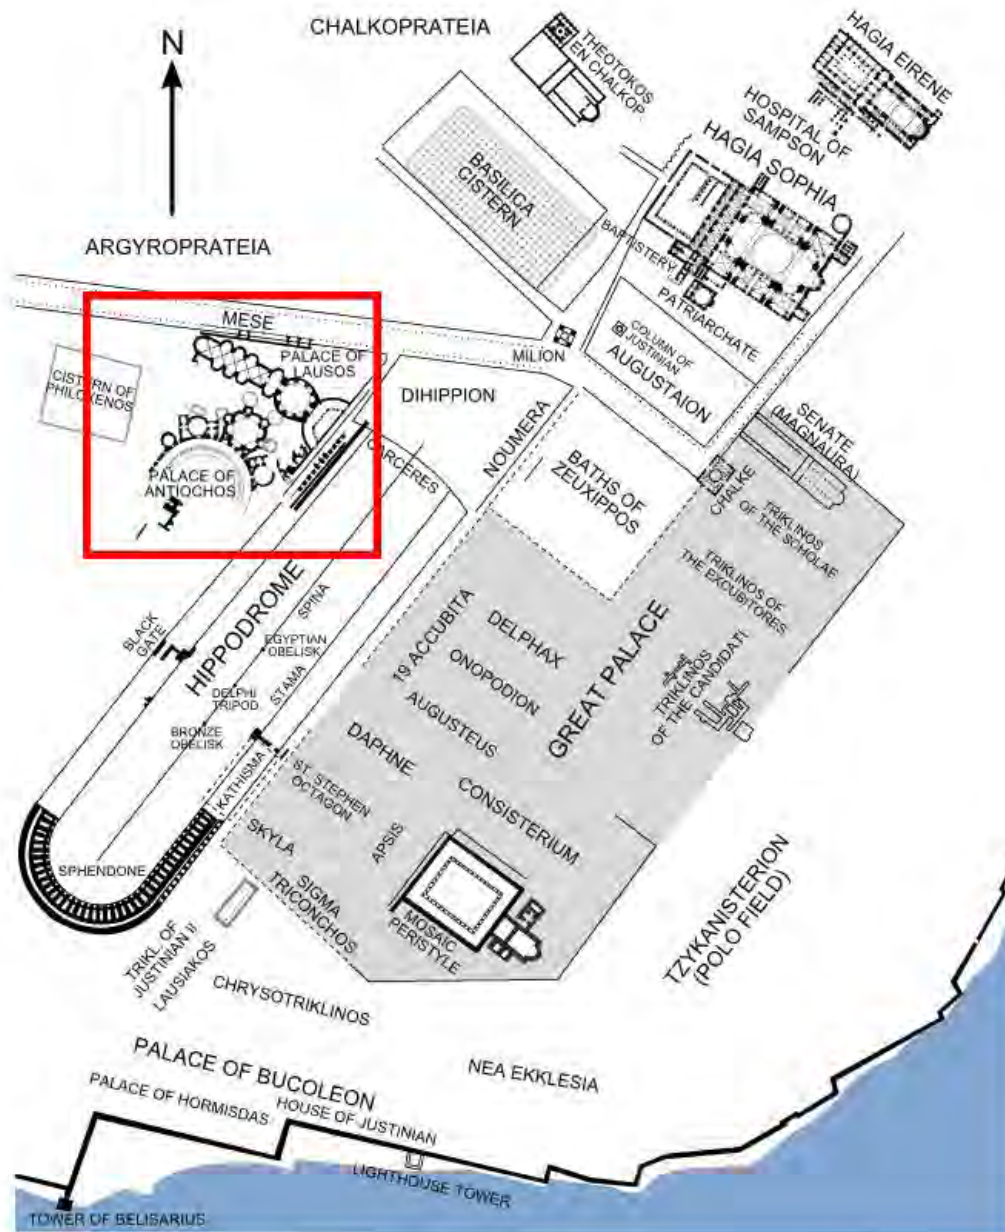 N
CHALKOPRATEIA
THEOTOKOS
EN CHALKOP.
HAGIA EIRENE
HOSPITAL OF
SAMPSON
HAGIA SOPHIA
BASILICA
CISTERN
BAPTISTERY
PATRIARCHATE
ARGYROPRATEIA
MESE
PALACE OF
LAUSOS
MILION
COLUMN OF
JUSTINIAN
AUGUSTAION
CISTERN OF
PHILOXENOS
DIHIPPION
NOUMERA
SENATE
(MAGNAURA)
CARCERES
PALACE OF
ANTIOCHOS
BATHS OF
ZEUXIPPOS
CHALKE
TRIKLINOS
OF THE SCHOLAE
TRIKLINOS OF
THE EXCUBITORES
BLACK
GATE
HIPPODROME
SPINA
EGYPTIAN
OBELISK
STAMA
DELPHI
TRIPOD
BRONZE
OBELISK
19 ACCUBITA
DELPHAX
ONOPODION
AUGUSTEUS
DAPHNE
GREAT PALACE
TRIKLINOS
OF THE CANDIDATI
KATHISMA
ST. STEPHEN
OCTAGON
CONSISTERIUM
APSIS
SKYLA
SPHENDONE
SIGMA
TRICONCHOS
MOSAIC
PERISTYLE
TZYKANISTERION
(POLO FIELD)
TRIKL. OF
JUSTINIAN II
LAUSIAKOS
CHRYSOTRIKLINOS
PALACE OF BUCOLEON
NEA EKKLESIA
PALACE OF HORMISDAS
HOUSE OF JUSTINIAN
LIGHTHOUSE TOWER
TOWER OF BELISARIUS